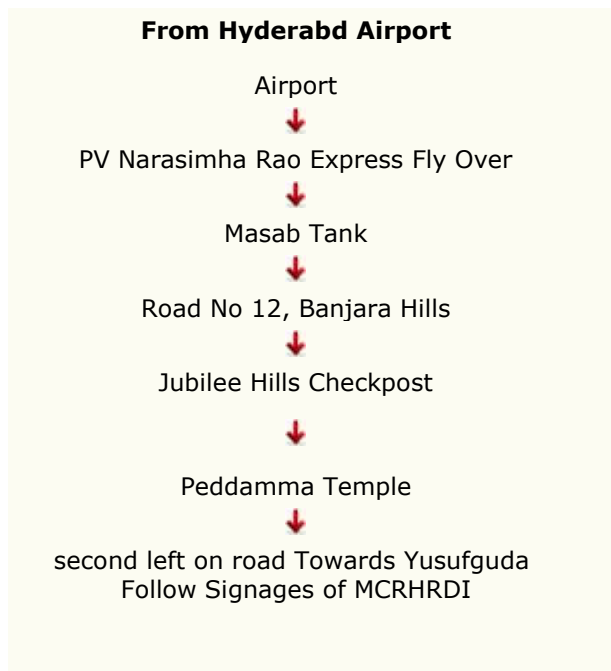 From Hyderabd Airport
Airport
PV Narasimha Rao Express Fly Over
Masab Tank
Road No 12, Banjara Hills
Jubilee Hills Checkpost
Peddamma Temple
second left on road Towards Yusufguda
Follow Signages of MCRHRDI